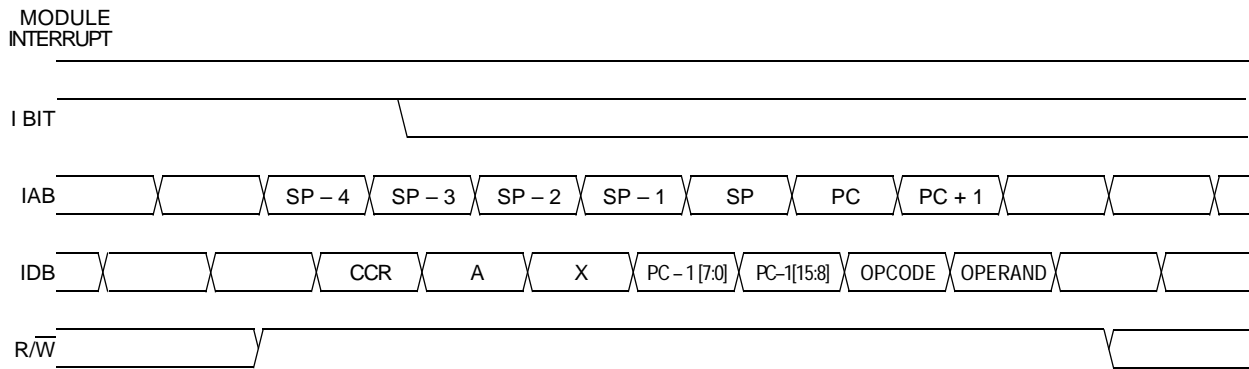 MODULE
INTERRUPT
I BIT
IAB SP – 4 SP – 3 SP – 2 SP – 1 SP PC PC + 1
IDB CCR A X PC – 1 [7:0] PC–1[15:8] OPCODE OPERAND
R/W̅